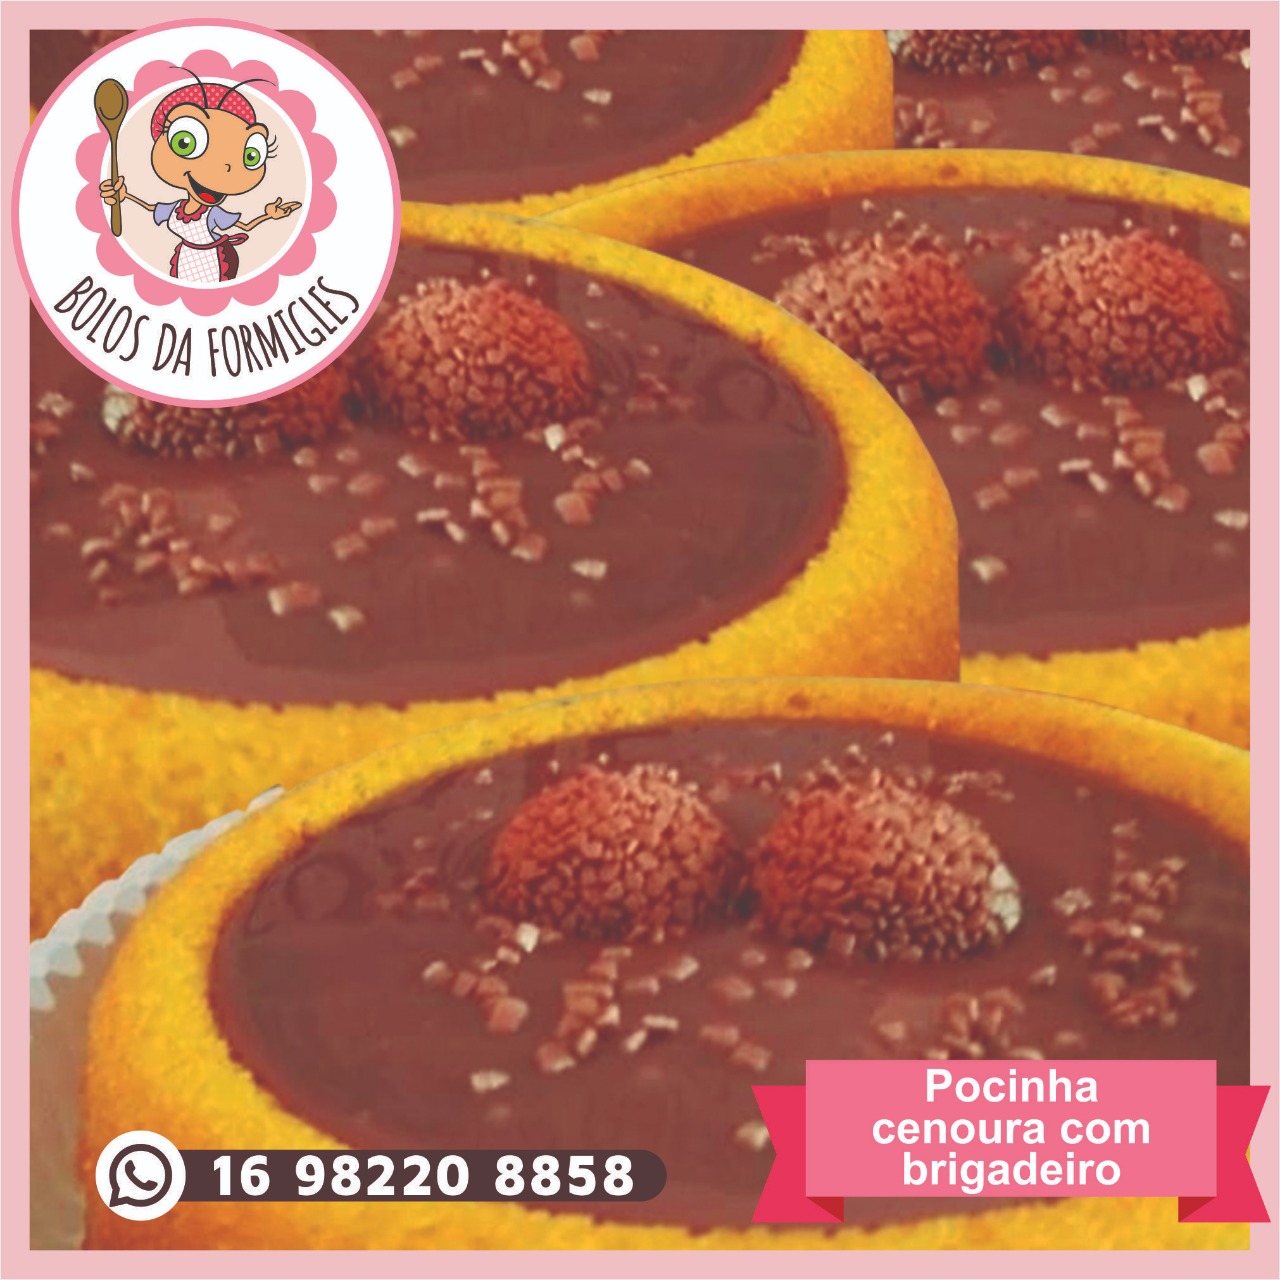 BOLOS DA FORMIGLES
16 98220 8858
Pocinha
cenoura com
brigadeiro